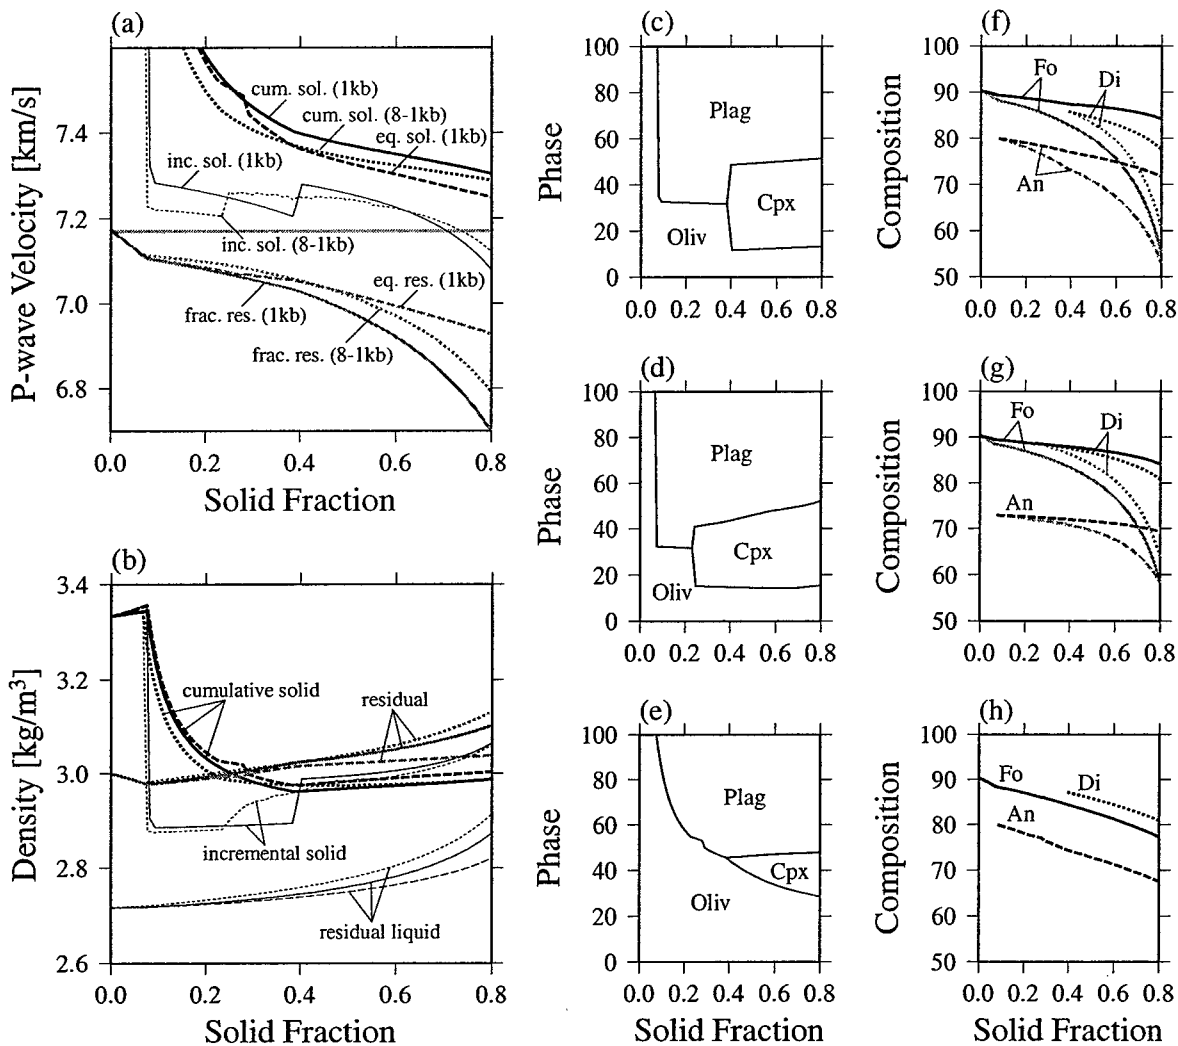 (a)
P-wave Velocity [km/s]
7.4
7.2
7.0
6.8
cum. sol. (1kb)
cum. sol. (8-1kb)
eq. sol. (1kb)
inc. sol. (1kb)
inc. sol. (8-1kb)
eq. res. (1kb)
frac. res. (1kb)
frac. res. (8-1kb)
0.0 0.2 0.4 0.6 0.8
Solid Fraction
(b)
Density [kg/m³]
3.4
3.2
3.0
2.8
2.6
cumulative solid
residual
incremental solid
residual liquid
0.0 0.2 0.4 0.6 0.8
Solid Fraction
(c)
Phase
100
80
60
40
20
0
Plag
Cpx
Oliv
0.0 0.2 0.4 0.6 0.8
(d)
Phase
100
80
60
40
20
0
Plag
Cpx
Oliv
0.0 0.2 0.4 0.6 0.8
(e)
Phase
100
80
60
40
20
0
Plag
Cpx
Oliv
0.0 0.2 0.4 0.6 0.8
Solid Fraction
(f)
Composition
100
90
80
70
60
50
Fo
Di
An
0.0 0.2 0.4 0.6 0.8
(g)
Composition
100
90
80
70
60
50
Fo
Di
An
0.0 0.2 0.4 0.6 0.8
(h)
Composition
100
90
80
70
60
50
Fo
Di
An
0.0 0.2 0.4 0.6 0.8
Solid Fraction